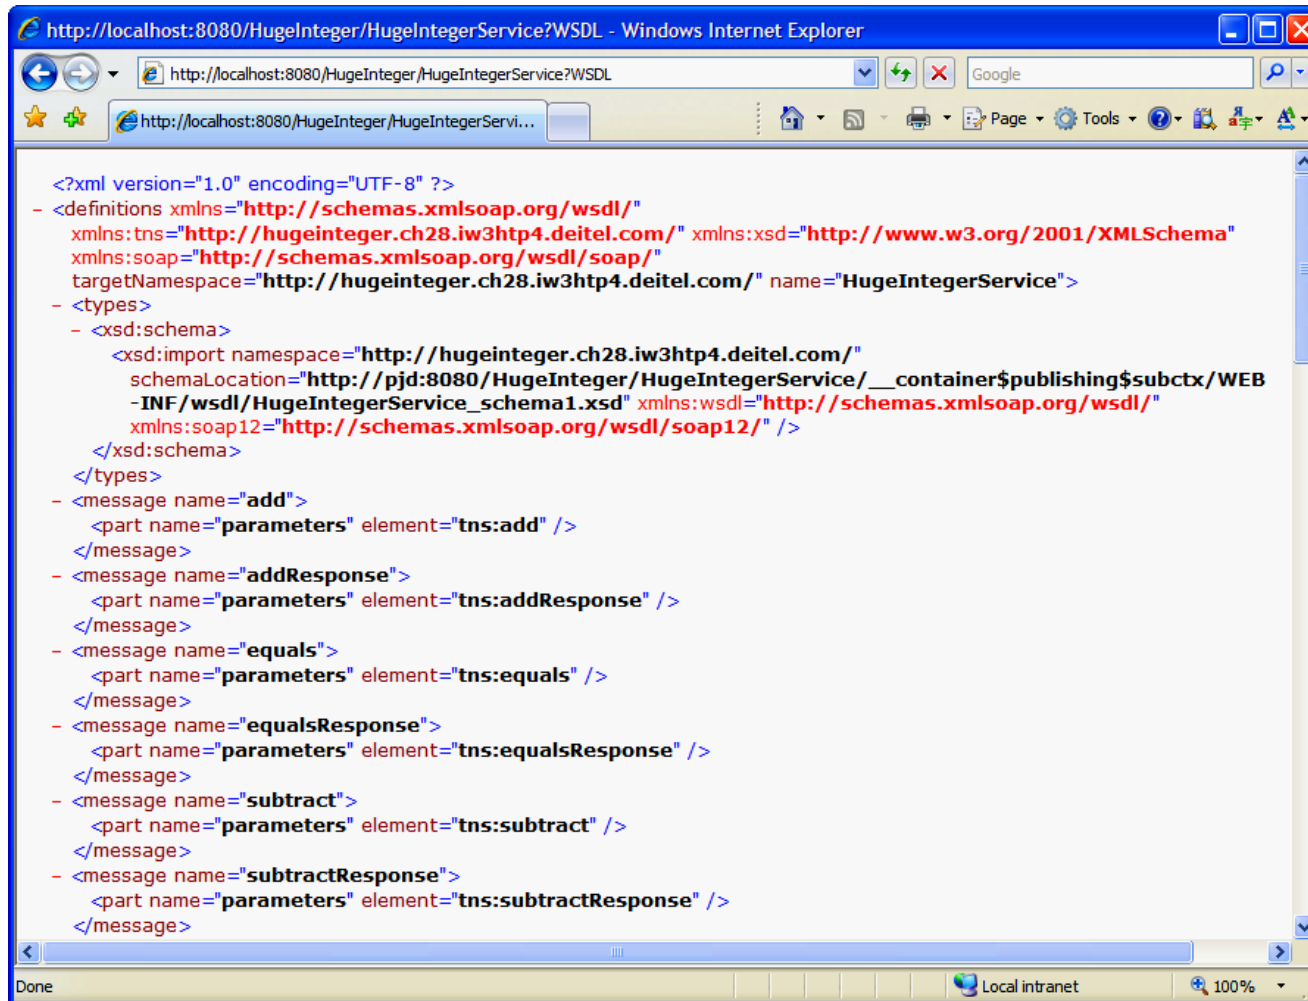 http://localhost:8080/HugeInteger/HugeIntegerService?WSDL - Windows Internet Explorer
http://localhost:8080/HugeInteger/HugeIntegerService?WSDL
Google
http://localhost:8080/HugeInteger/HugeIntegerServi...
Page
Tools
<?xml version="1.0" encoding="UTF-8" ?>
- <definitions xmlns="http://schemas.xmlsoap.org/wsdl/"
xmlns:tns="http://hugeinteger.ch28.iw3htp4.deitel.com/" xmlns:xsd="http://www.w3.org/2001/XMLSchema"
xmlns:soap="http://schemas.xmlsoap.org/wsdl/soap/"
targetNamespace="http://hugeinteger.ch28.iw3htp4.deitel.com/" name="HugeIntegerService">
- <types>
- <xsd:schema>
<xsd:import namespace="http://hugeinteger.ch28.iw3htp4.deitel.com/"
schemaLocation="http://pjd:8080/HugeInteger/HugeIntegerService/__container$publishing$subctx/WEB
-INF/wsdl/HugeIntegerService_schema1.xsd" xmlns:wsdl="http://schemas.xmlsoap.org/wsdl/"
xmlns:soap12="http://schemas.xmlsoap.org/wsdl/soap12/" />
</xsd:schema>
</types>
- <message name="add">
<part name="parameters" element="tns:add" />
</message>
- <message name="addResponse">
<part name="parameters" element="tns:addResponse" />
</message>
- <message name="equals">
<part name="parameters" element="tns:equals" />
</message>
- <message name="equalsResponse">
<part name="parameters" element="tns:equalsResponse" />
</message>
- <message name="subtract">
<part name="parameters" element="tns:subtract" />
</message>
- <message name="subtractResponse">
<part name="parameters" element="tns:subtractResponse" />
</message>
Done
Local intranet
100%